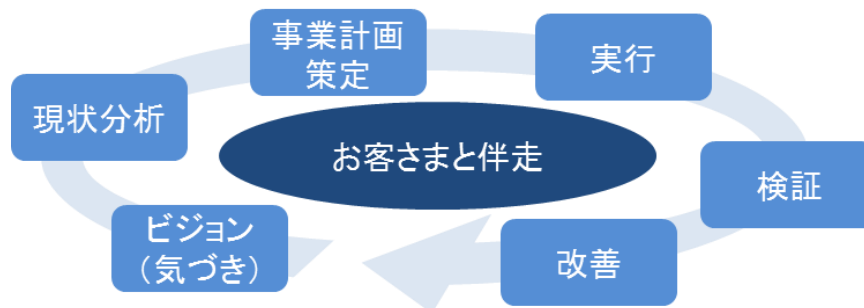 事業計画
策定
実行
現状分析
お客さまと伴走
検証
ビジョン
（気づき）
改善